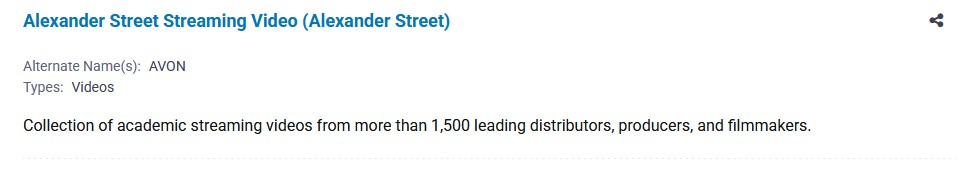 Alexander Street Streaming Video (Alexander Street)
Alternate Name(s): AVON
Types: Videos
Collection of academic streaming videos from more than 1,500 leading distributors, producers, and filmmakers.